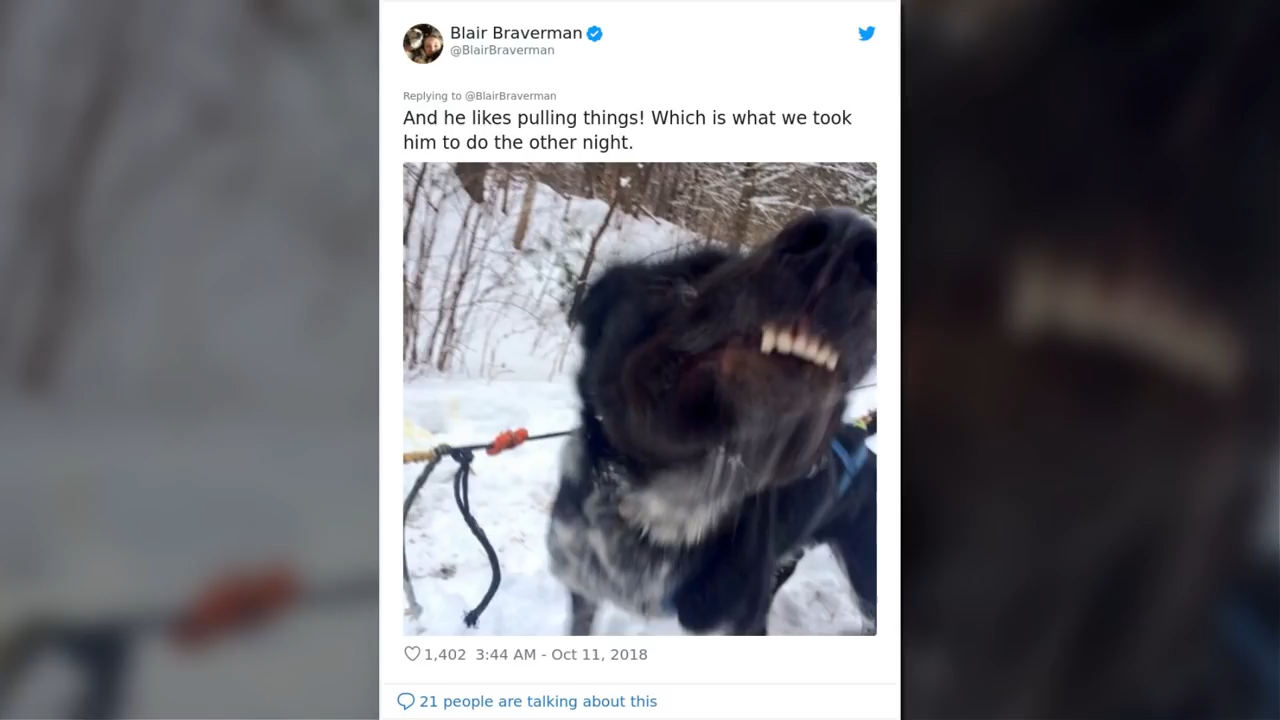 Blair Braverman
@BlairBraverman
Replying to @BlairBraverman
And he likes pulling things! Which is what we took
him to do the other night.
1,402 3:44 AM - Oct 11, 2018
21 people are talking about this